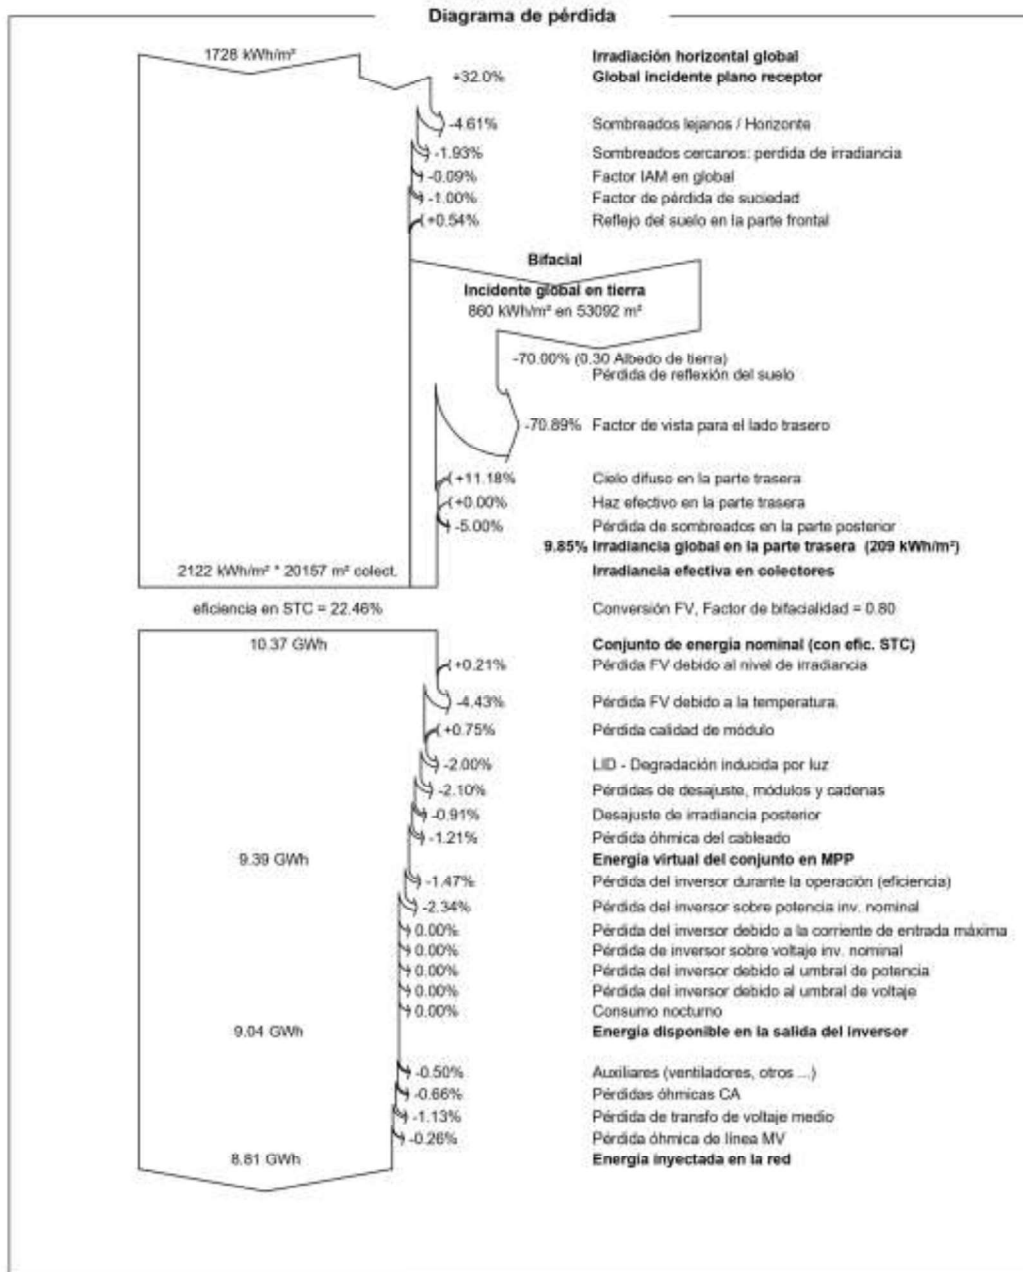 Diagrama de pérdida
1728 kWh/m² Irradiación horizontal global
+32.0% Global incidente plano receptor
-4.61% Sombreados lejanos / Horizonte
-1.93% Sombreados cercanos: perdida de irradiancia
-0.09% Factor IAM en global
-1.00% Factor de pérdida de suciedad
+0.54% Reflejo del suelo en la parte frontal
Bifacial
Incidente global en tierra
860 kWh/m² en 53092 m²
-70.00% (0.30 Albedo de tierra)
Pérdida de reflexión del suelo
-70.89% Factor de vista para el lado trasero
+11.18% Cielo difuso en la parte trasera
+0.00% Haz efectivo en la parte trasera
-5.00% Pérdida de sombreados en la parte posterior
9.85% Irradiancia global en la parte trasera (209 kWh/m²)
2122 kWh/m² * 20157 m² colect. Irradiancia efectiva en colectores
eficiencia en STC = 22.46% Conversión FV, Factor de bifacialidad = 0.80
10.37 GWh Conjunto de energía nominal (con efic. STC)
+0.21% Pérdida FV debido al nivel de irradiancia
-4.43% Pérdida FV debido a la temperatura.
+0.75% Pérdida calidad de módulo
-2.00% LID - Degradación inducida por luz
-2.10% Pérdidas de desajuste, módulos y cadenas
-0.91% Desajuste de irradiancia posterior
-1.21% Pérdida óhmica del cableado
9.39 GWh Energía virtual del conjunto en MPP
-1.47% Pérdida del inversor durante la operación (eficiencia)
-2.34% Pérdida del inversor sobre potencia inv. nominal
0.00% Pérdida del inversor debido a la corriente de entrada máxima
0.00% Pérdida de inversor sobre voltaje inv. nominal
0.00% Pérdida del inversor debido al umbral de potencia
0.00% Pérdida del inversor debido al umbral de voltaje
0.00% Consumo nocturno
9.04 GWh Energía disponible en la salida del inversor
-0.50% Auxiliares (ventiladores, otros ...)
-0.66% Pérdidas óhmicas CA
-1.13% Pérdida de transfo de voltaje medio
-0.26% Pérdida óhmica de línea MV
8.81 GWh Energía inyectada en la red